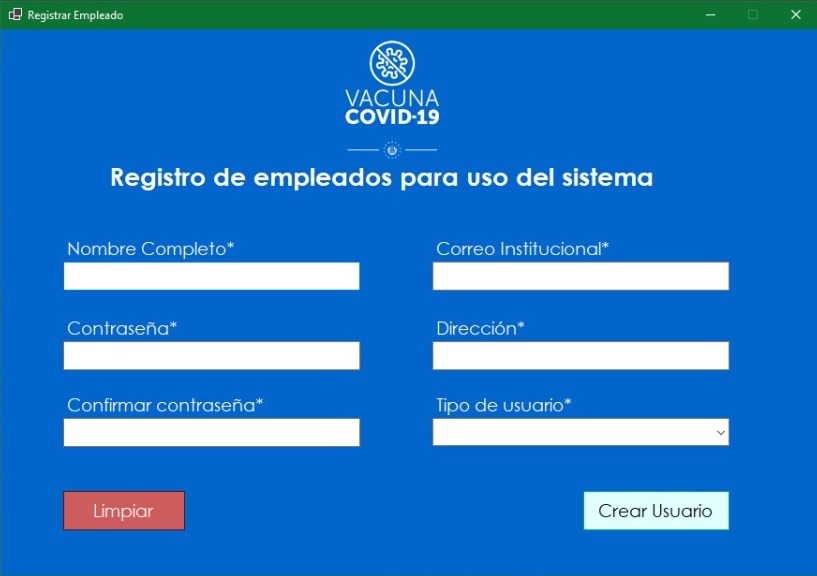 Registrar Empleado
VACUNA
COVID-19
Registro de empleados para uso del sistema
Nombre Completo*
Correo Institucional*
Contraseña*
Dirección*
Confirmar contraseña*
Tipo de usuario*
Limpiar
Crear Usuario